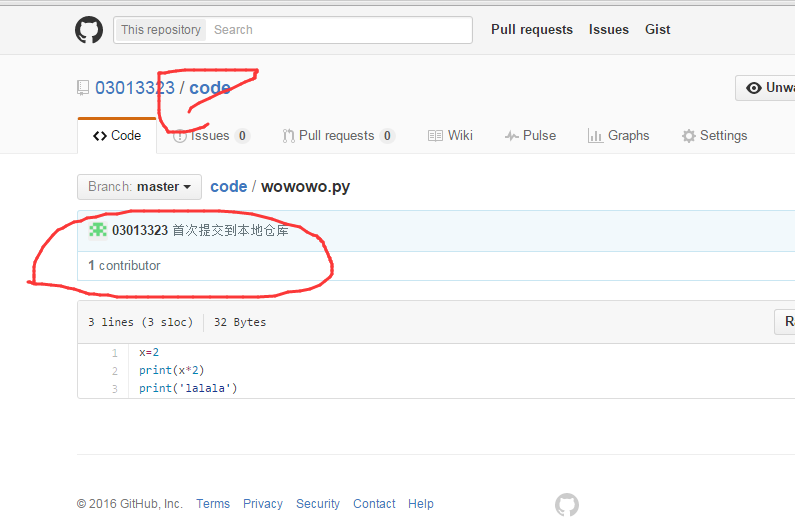 This repository Search Pull requests Issues Gist
03013323 / code Unwa
Code Issues 0 Pull requests 0 Wiki Pulse Graphs Settings
Branch: master code / wowowo.py
03013323 首次提交到本地仓库
1 contributor
3 lines (3 sloc) 32 Bytes R
1 x=2
2 print(x*2)
3 print('lalala')
© 2016 GitHub, Inc. Terms Privacy Security Contact Help